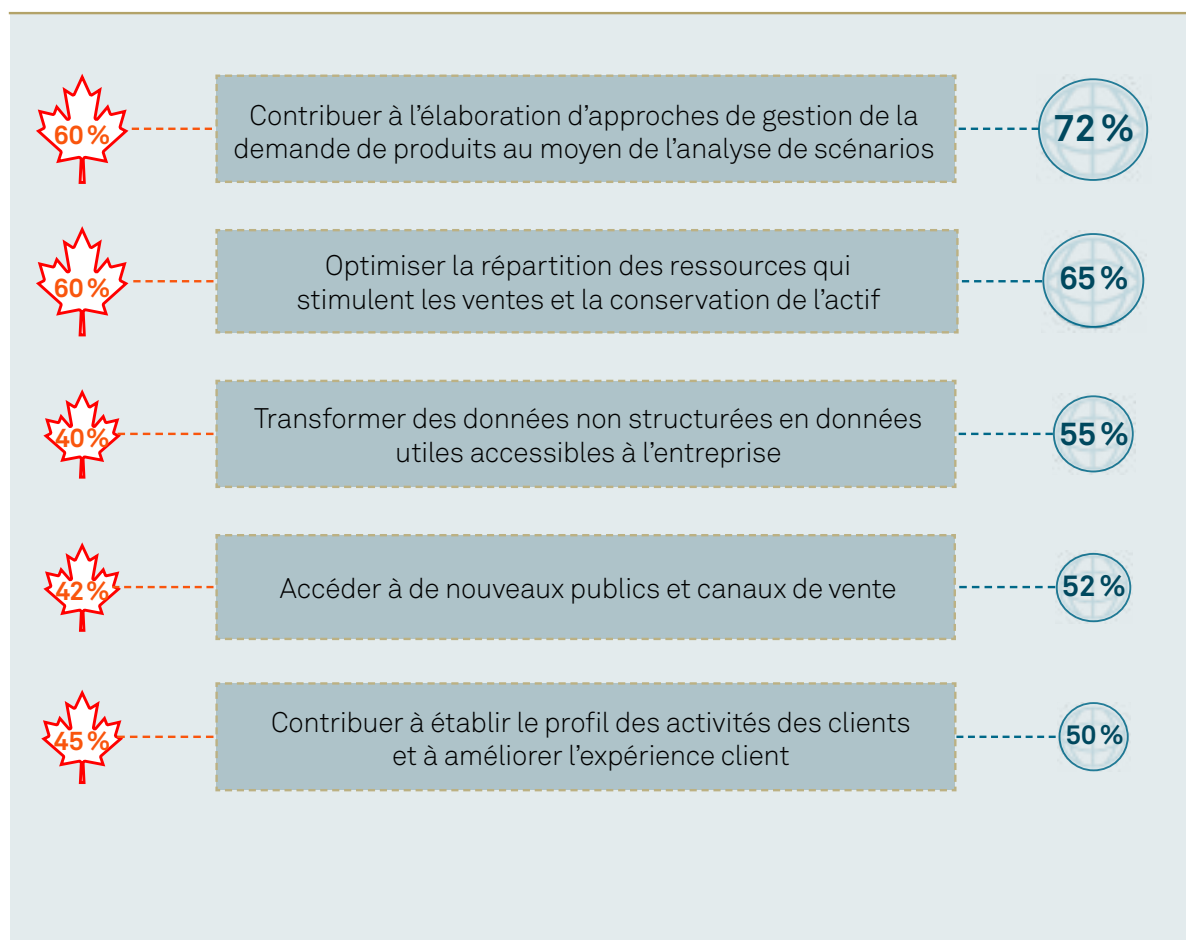 60 %
Contribuer à l’élaboration d’approches de gestion de la
demande de produits au moyen de l’analyse de scénarios
72 %
60 %
Optimiser la répartition des ressources qui
stimulent les ventes et la conservation de l’actif
65 %
40 %
Transformer des données non structurées en données
utiles accessibles à l’entreprise
55 %
42 %
Accéder à de nouveaux publics et canaux de vente
52 %
45 %
Contribuer à établir le profil des activités des clients
et à améliorer l’expérience client
50 %